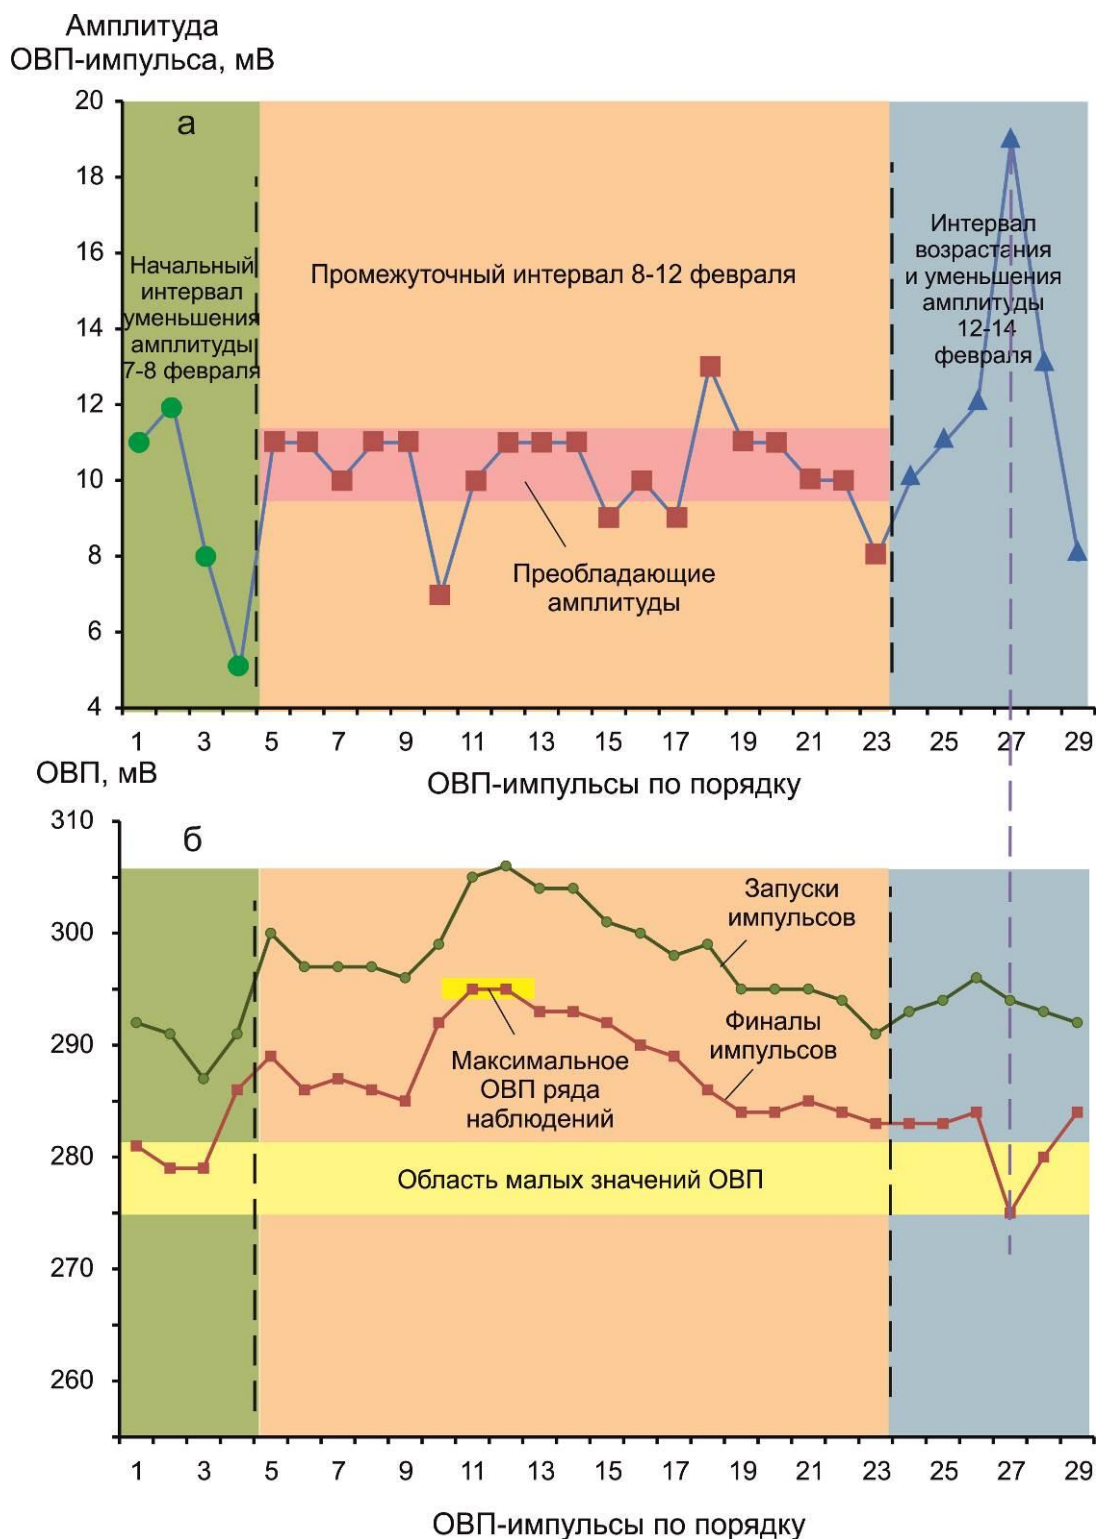 Амплитуда
ОВП-импульса, мВ
20
18
16
14
12
10
8
6
4
а
Начальный
интервал
уменьшения
амплитуды
7-8 февраля
Промежуточный интервал 8-12 февраля
Интервал
возрастания
и уменьшения
амплитуды
12-14
февраля
Преобладающие
амплитуды
1 3 5 7 9 11 13 15 17 19 21 23 25 27 29
ОВП-импульсы по порядку
ОВП, мВ
310
300
290
280
270
260
б
Запуски
импульсов
Финалы
импульсов
Максимальное
ОВП ряда
наблюдений
Область малых значений ОВП
1 3 5 7 9 11 13 15 17 19 21 23 25 27 29
ОВП-импульсы по порядку